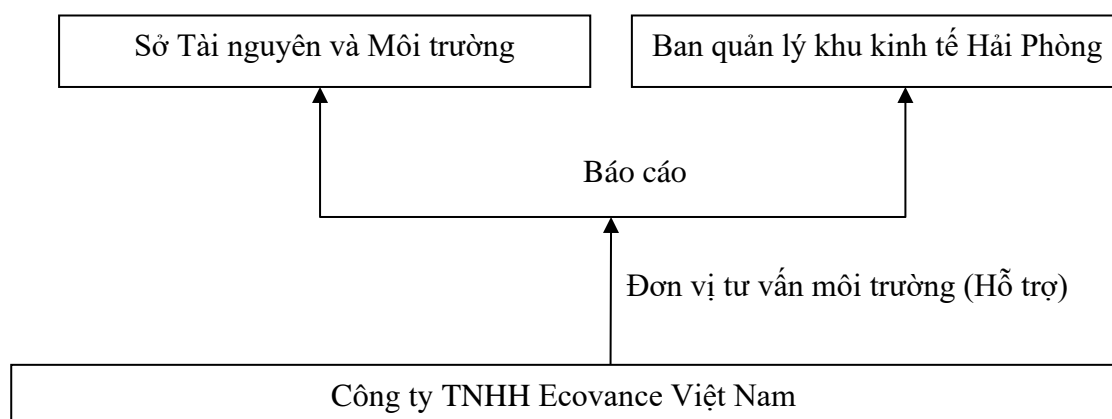 Sở Tài nguyên và Môi trường
Ban quản lý khu kinh tế Hải Phòng
Báo cáo
Đơn vị tư vấn môi trường (Hỗ trợ)
Công ty TNHH Ecovance Việt Nam